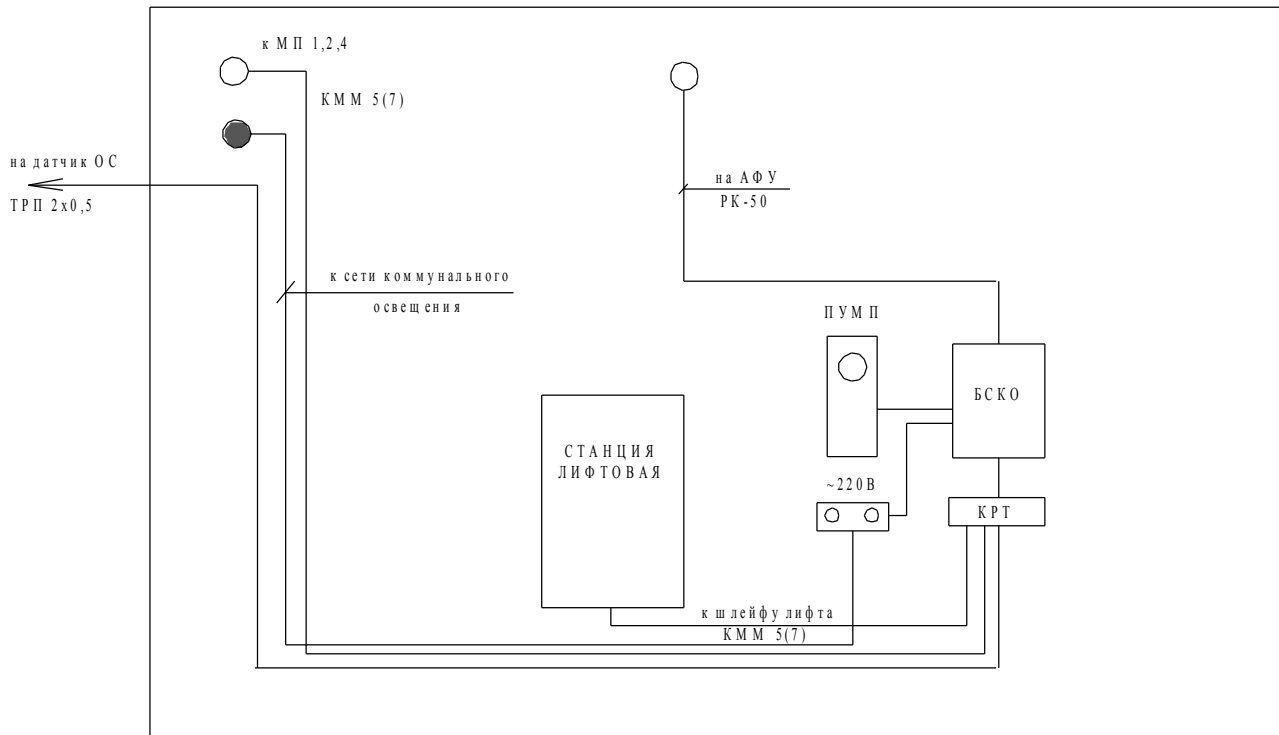 к МП 1,2,4
КММ 5(7)
на датчик ОС
ТРП 2х0,5
на АФУ
РК-50
к сети коммунального
освещения
ПУМП
БСКО
СТАНЦИЯ
ЛИФТОВАЯ
~220В
КРТ
к шлейфу лифта
КММ 5(7)